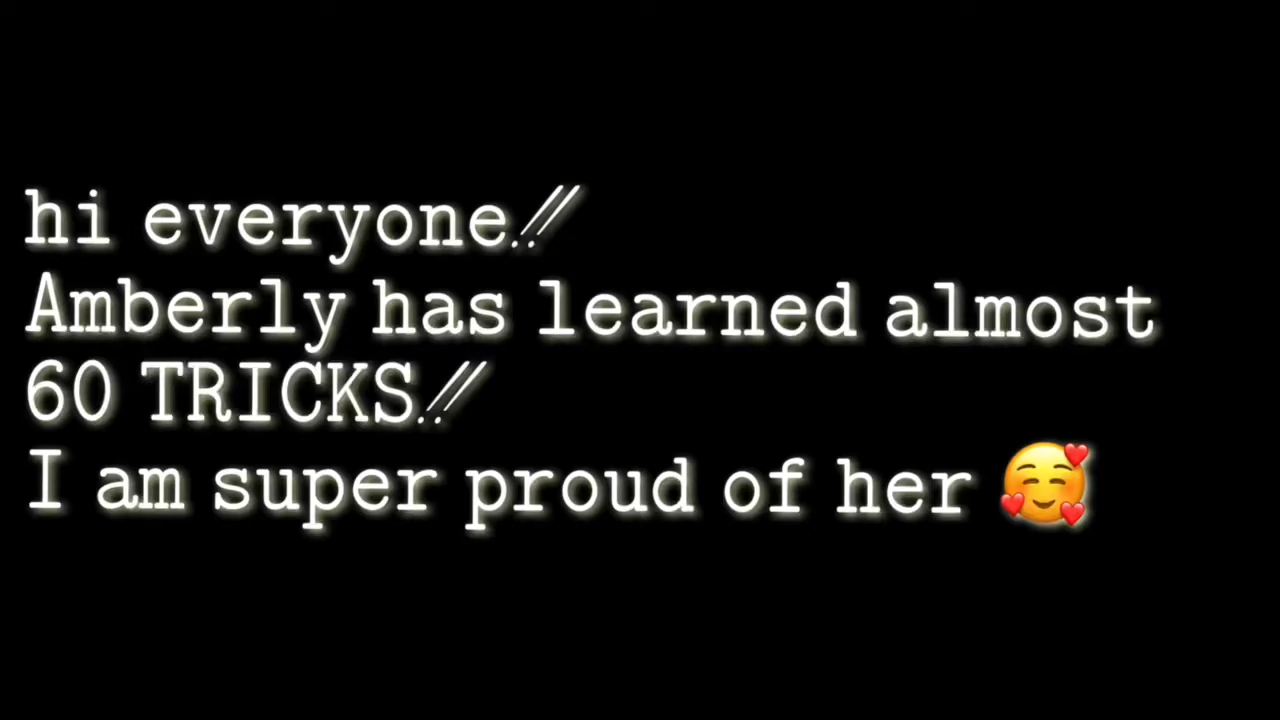 hi everyone!!
Amberly has learned almost
60 TRICKS!!
I am super proud of her 🥰